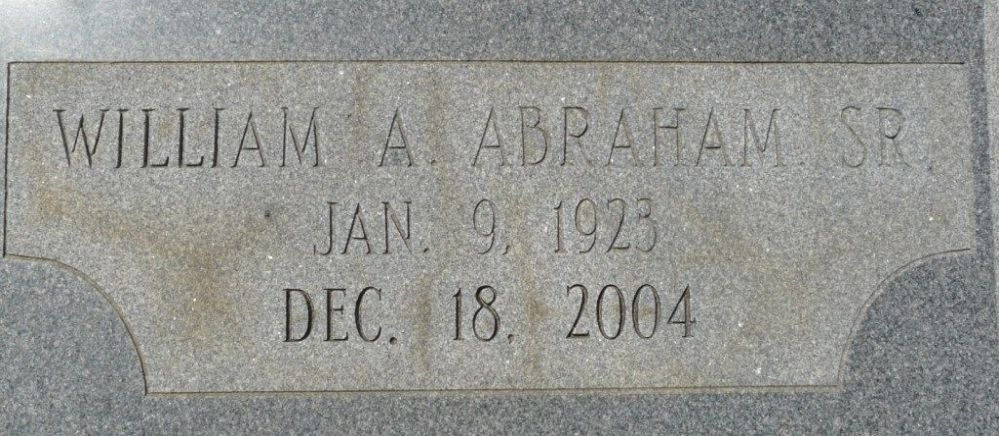 WILLIAM A. ABRAHAM. SR.
JAN. 9, 1923
DEC. 18, 2004